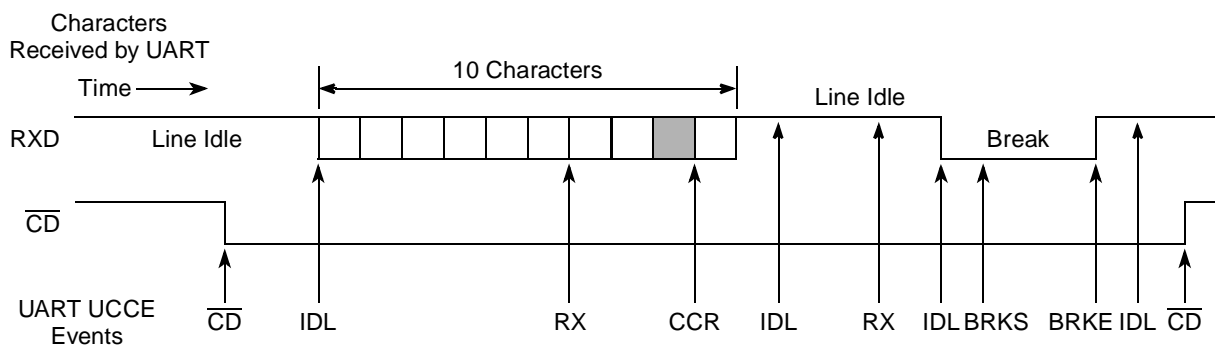 Characters
Received by UART
10 Characters
Time
Line Idle
RXD
Line Idle
Break
CD
UART UCCE
Events
CD
IDL
RX
CCR
IDL
RX
IDL
BRKS
BRKE
IDL
CD